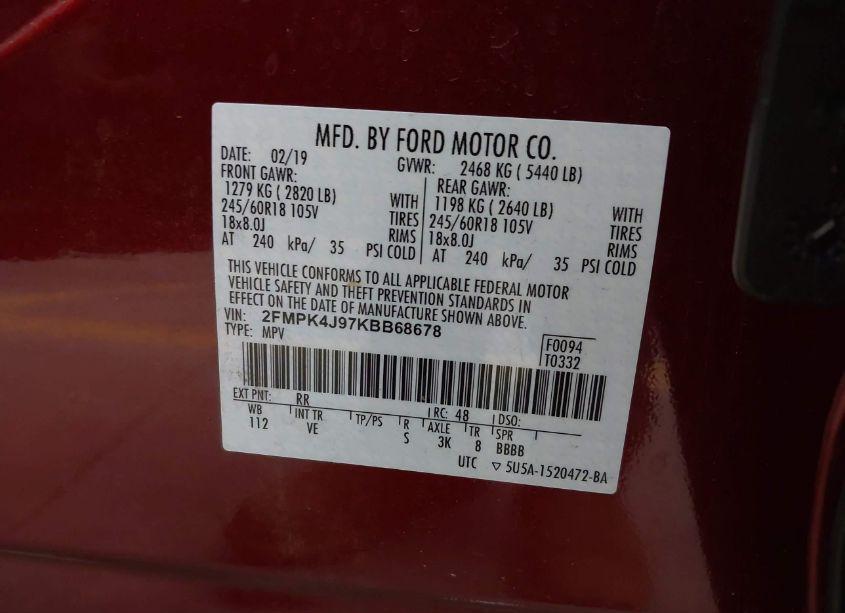 MFD. BY FORD MOTOR CO.
DATE: 02/19 GVWR: 2468 KG ( 5440 LB)
FRONT GAWR: REAR GAWR:
1279 KG ( 2820 LB) WITH 1198 KG ( 2640 LB) WITH
245/60R18 105V TIRES 245/60R18 105V TIRES
18x8.0J RIMS 18x8.0J RIMS
AT 240 kPa/ 35 PSI COLD AT 240 kPa/ 35 PSI COLD
THIS VEHICLE CONFORMS TO ALL APPLICABLE FEDERAL MOTOR
VEHICLE SAFETY AND THEFT PREVENTION STANDARDS IN
EFFECT ON THE DATE OF MANUFACTURE SHOWN ABOVE.
VIN: 2FMPK4J97KBB68678
TYPE: MPV F0094
T0332
EXT PNT: RR RC: 48 DSO:
WB INT TR TP/PS R AXLE TR SPR
112 VE S 3K 8 BBBB
UTC ▽ 5U5A-1520472-BA